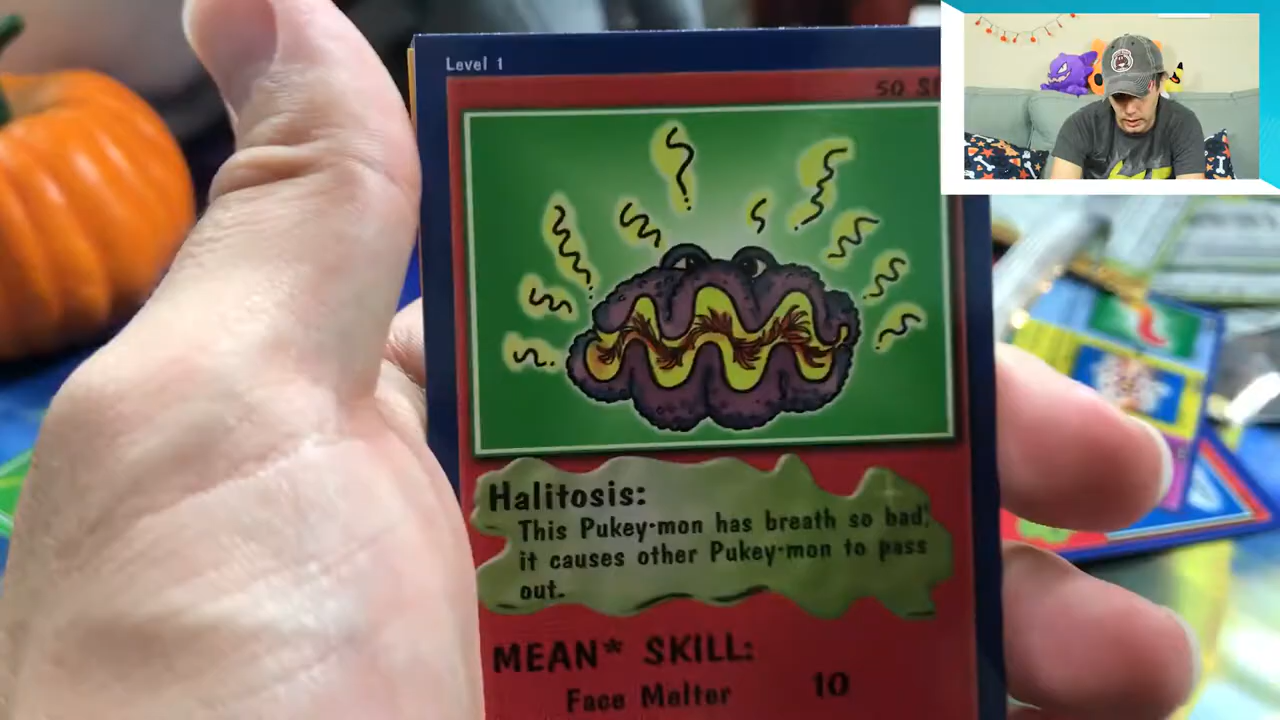 Level 1
50
Halitosis:
This Pukey-mon has breath so bad,
it causes other Pukey-mon to pass
out.
MEAN* SKILL:
Face Melter 10